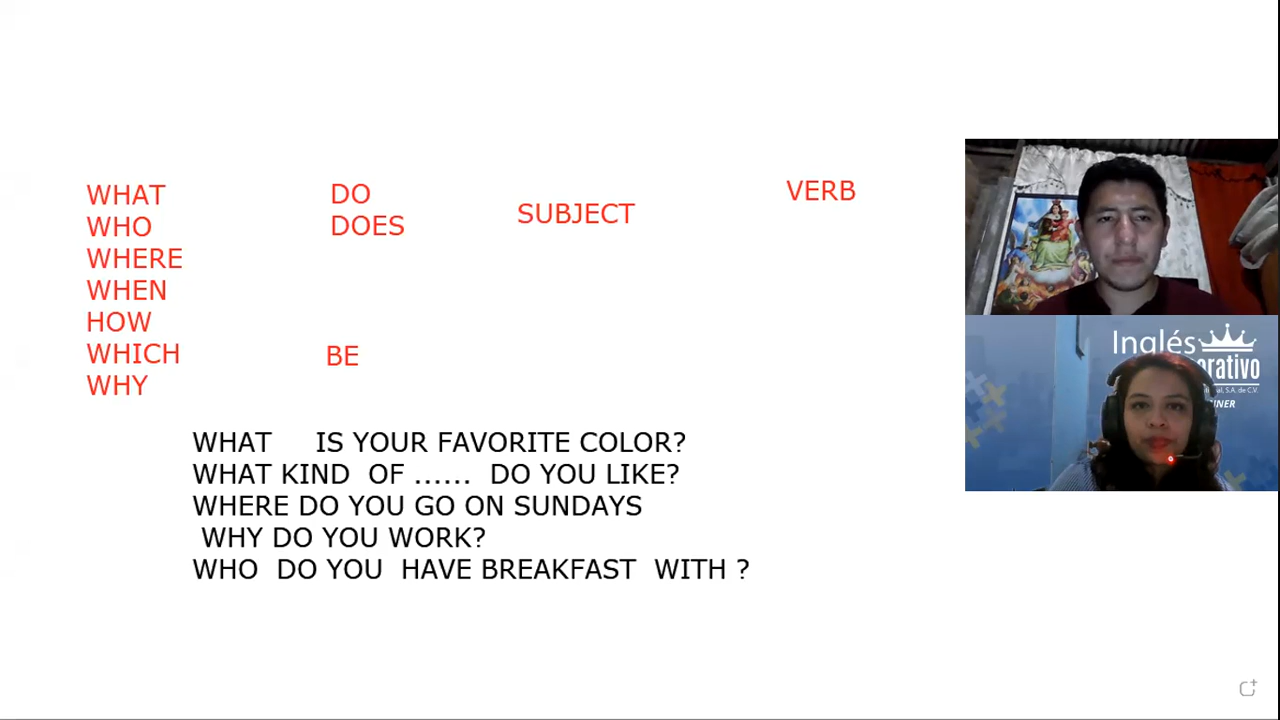 WHAT
WHO
WHERE
WHEN
HOW
WHICH
WHY
DO
DOES
BE
SUBJECT
VERB
WHAT IS YOUR FAVORITE COLOR?
WHAT KIND OF ...... DO YOU LIKE?
WHERE DO YOU GO ON SUNDAYS
WHY DO YOU WORK?
WHO DO YOU HAVE BREAKFAST WITH ?
Inglés